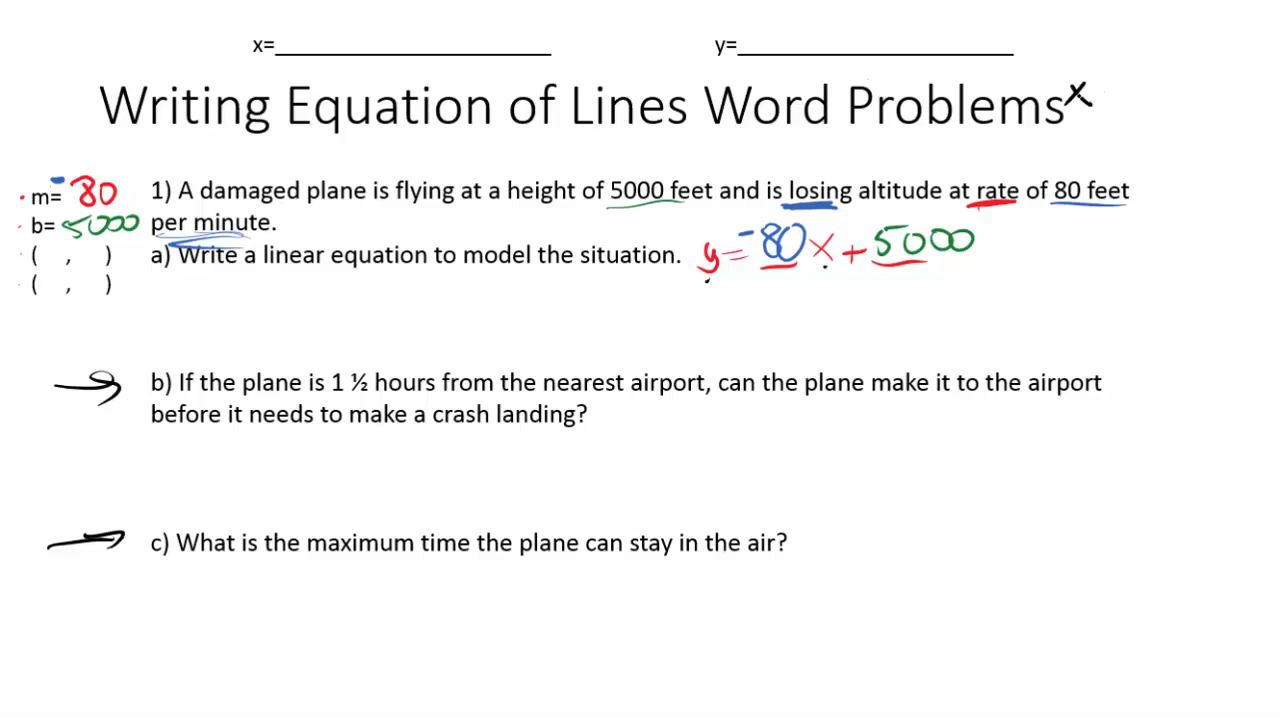 x=_______________________ y=_______________________
Writing Equation of Lines Word Problems x
m= -80
1) A damaged plane is flying at a height of 5000 feet and is losing altitude at rate of 80 feet
b= 5000
per minute.
( , )
a) Write a linear equation to model the situation. y = -80x + 5000
( , )
b) If the plane is 1 ½ hours from the nearest airport, can the plane make it to the airport
before it needs to make a crash landing?
c) What is the maximum time the plane can stay in the air?